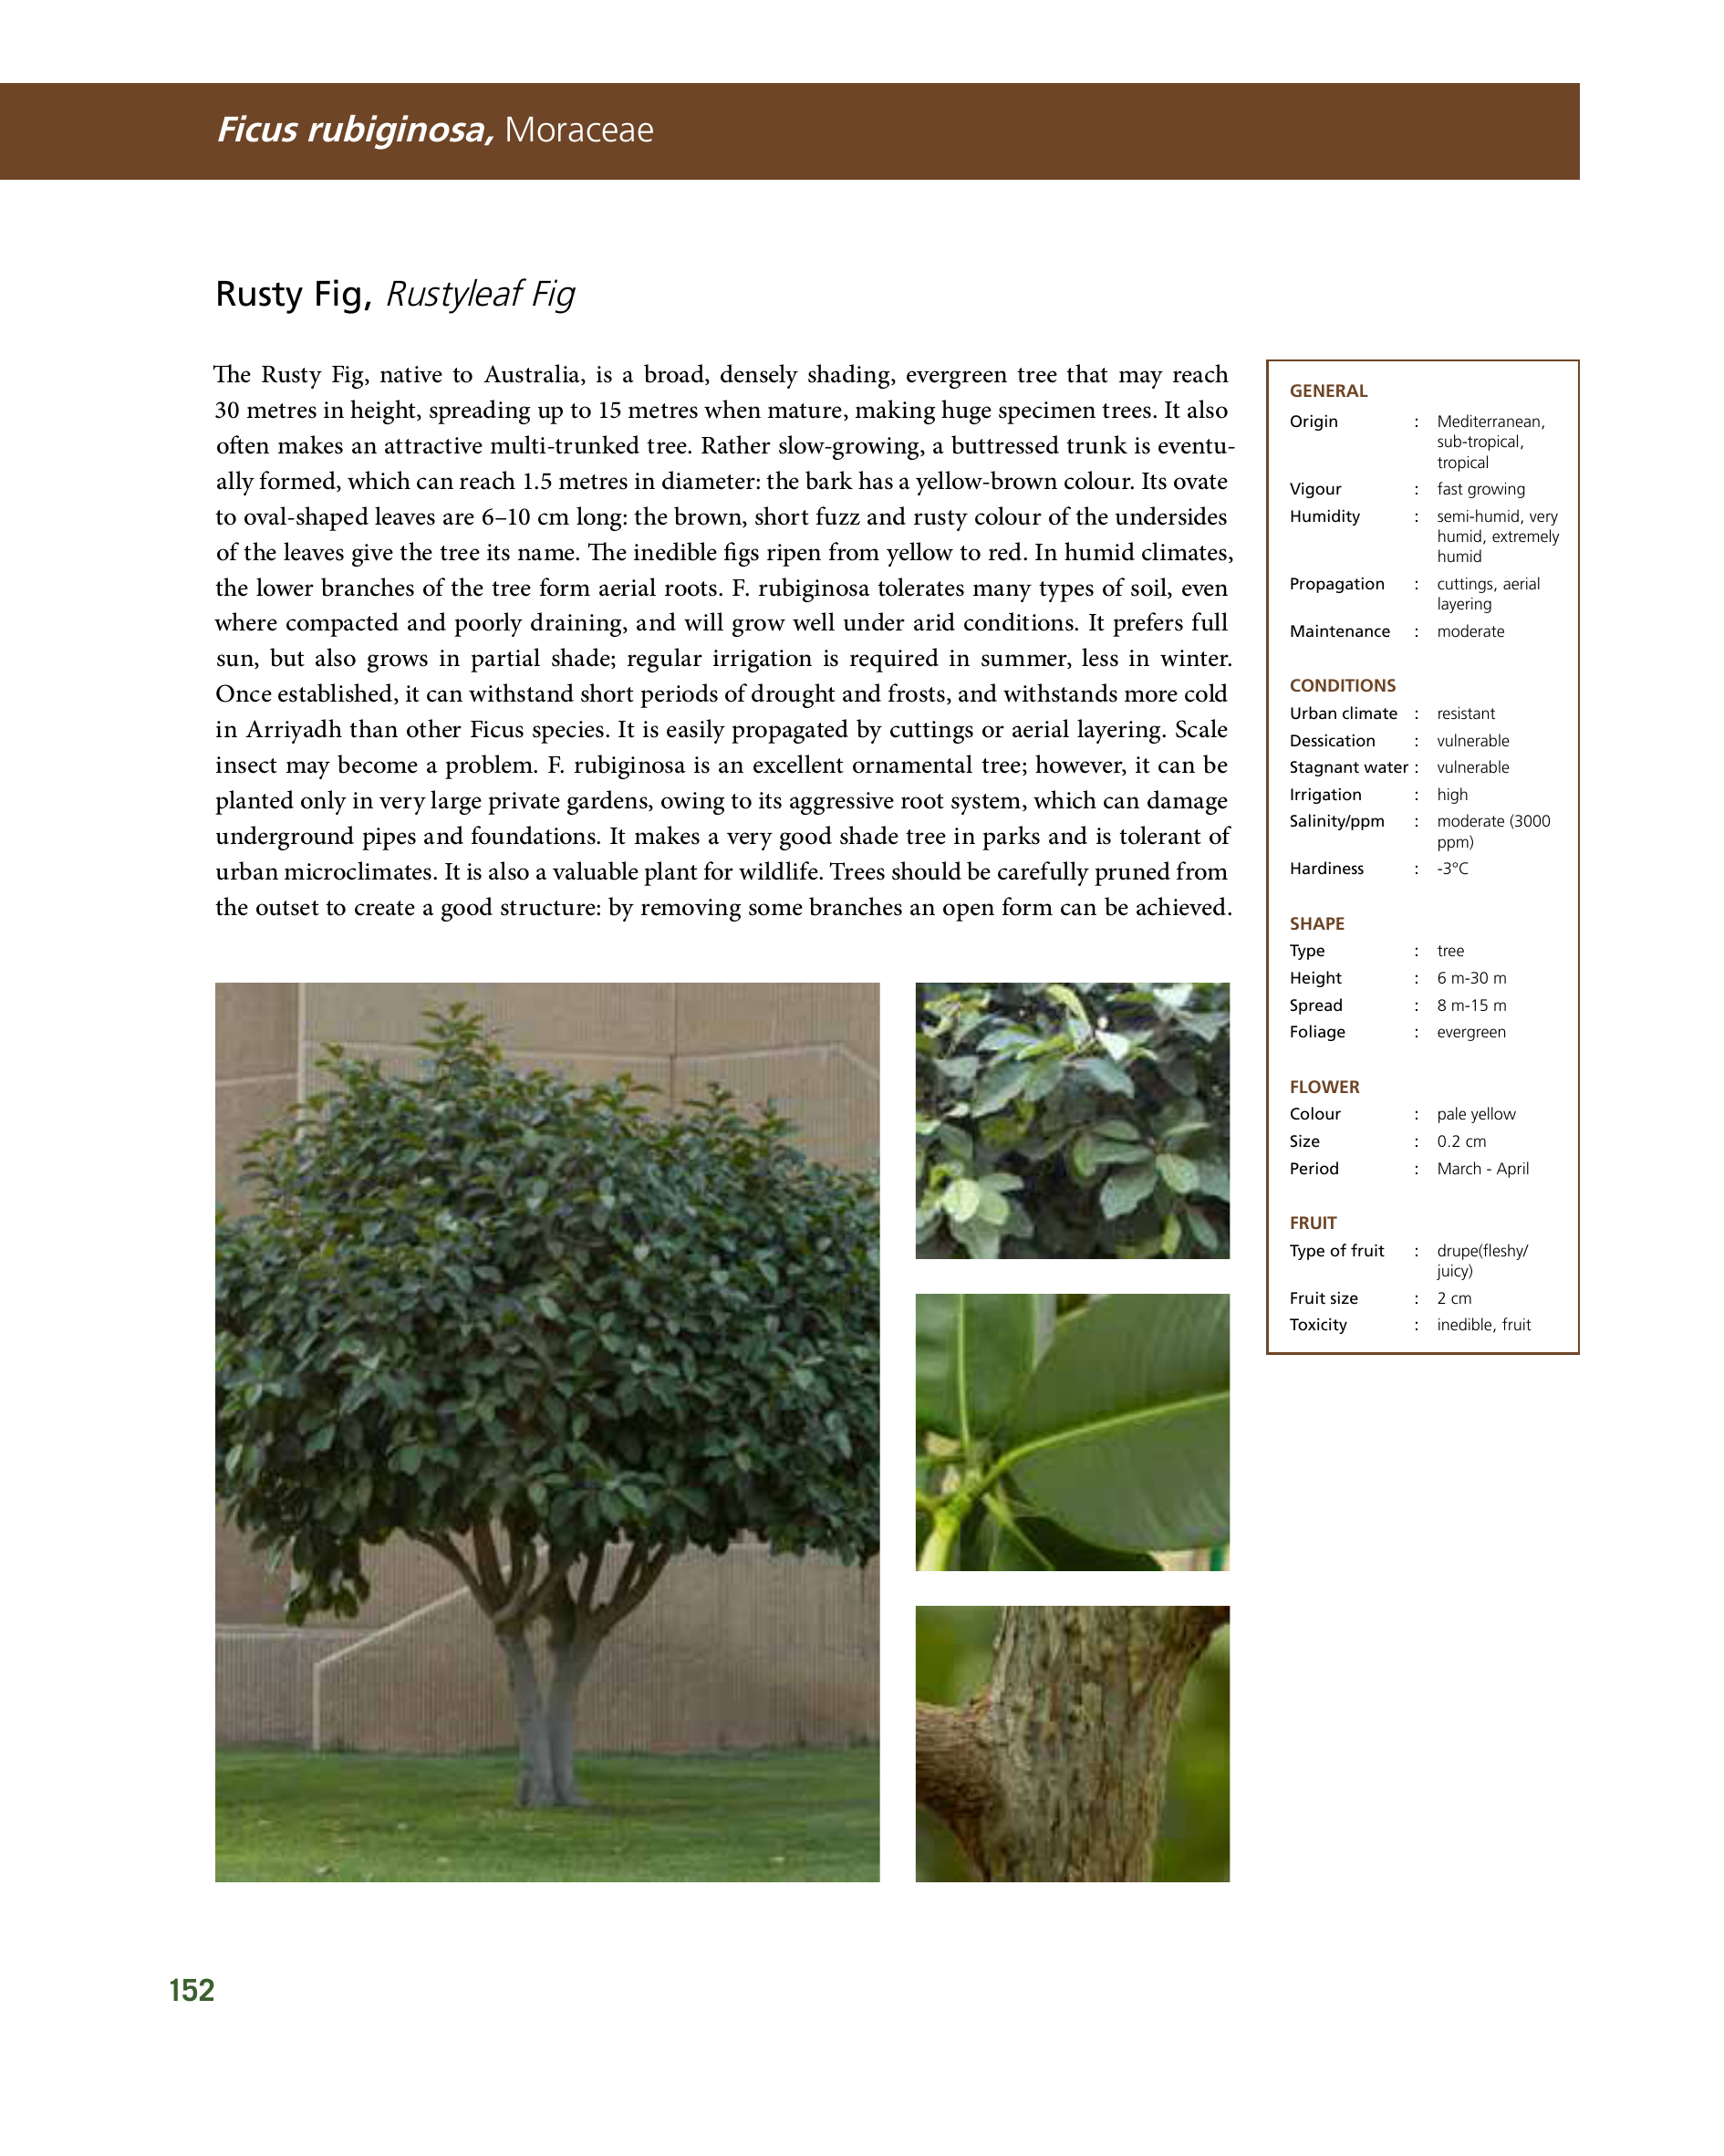 Ficus rubiginosa, Moraceae
Rusty Fig, Rustyleaf Fig
The Rusty Fig, native to Australia, is a broad, densely shading, evergreen tree that may reach
30 metres in height, spreading up to 15 metres when mature, making huge specimen trees. It also
often makes an attractive multi-trunked tree. Rather slow-growing, a buttressed trunk is eventu-
ally formed, which can reach 1.5 metres in diameter: the bark has a yellow-brown colour. Its ovate
to oval-shaped leaves are 6–10 cm long: the brown, short fuzz and rusty colour of the undersides
of the leaves give the tree its name. The inedible figs ripen from yellow to red. In humid climates,
the lower branches of the tree form aerial roots. F. rubiginosa tolerates many types of soil, even
where compacted and poorly draining, and will grow well under arid conditions. It prefers full
sun, but also grows in partial shade; regular irrigation is required in summer, less in winter.
Once established, it can withstand short periods of drought and frosts, and withstands more cold
in Arriyadh than other Ficus species. It is easily propagated by cuttings or aerial layering. Scale
insect may become a problem. F. rubiginosa is an excellent ornamental tree; however, it can be
planted only in very large private gardens, owing to its aggressive root system, which can damage
underground pipes and foundations. It makes a very good shade tree in parks and is tolerant of
urban microclimates. It is also a valuable plant for wildlife. Trees should be carefully pruned from
the outset to create a good structure: by removing some branches an open form can be achieved.
GENERAL
Origin : Mediterranean,
sub-tropical,
tropical
Vigour : fast growing
Humidity : semi-humid, very
humid, extremely
humid
Propagation : cuttings, aerial
layering
Maintenance : moderate
CONDITIONS
Urban climate : resistant
Dessication : vulnerable
Stagnant water : vulnerable
Irrigation : high
Salinity/ppm : moderate (3000
ppm)
Hardiness : -3°C
SHAPE
Type : tree
Height : 6 m-30 m
Spread : 8 m-15 m
Foliage : evergreen
FLOWER
Colour : pale yellow
Size : 0.2 cm
Period : March - April
FRUIT
Type of fruit : drupe(fleshy/
juicy)
Fruit size : 2 cm
Toxicity : inedible, fruit
152